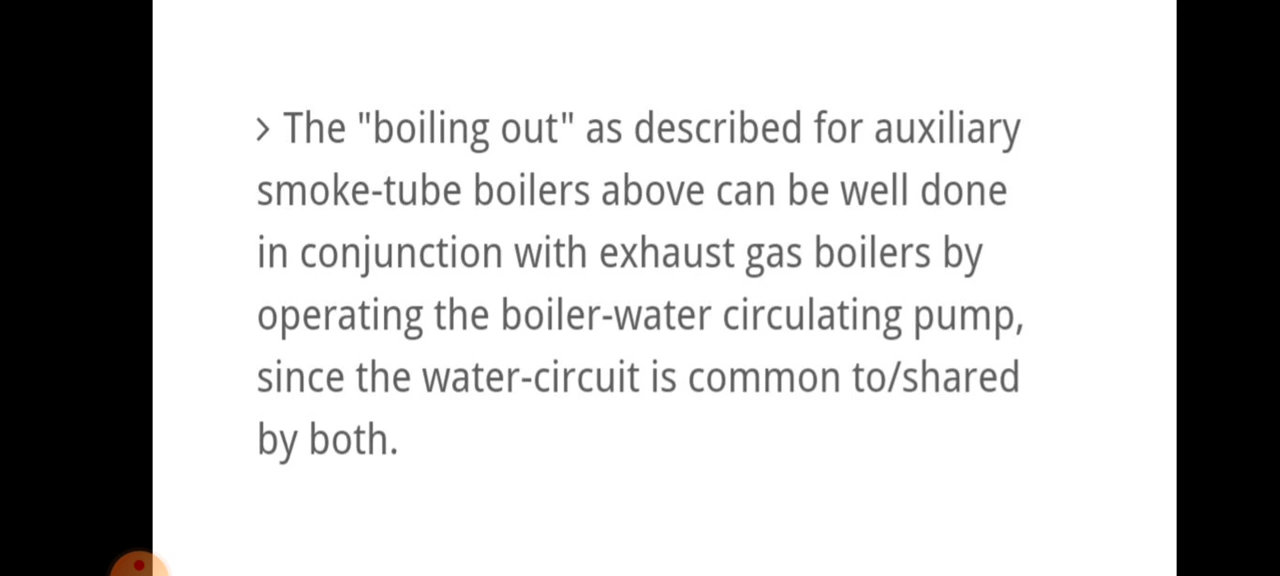 > The "boiling out" as described for auxiliary
smoke-tube boilers above can be well done
in conjunction with exhaust gas boilers by
operating the boiler-water circulating pump,
since the water-circuit is common to/shared
by both.